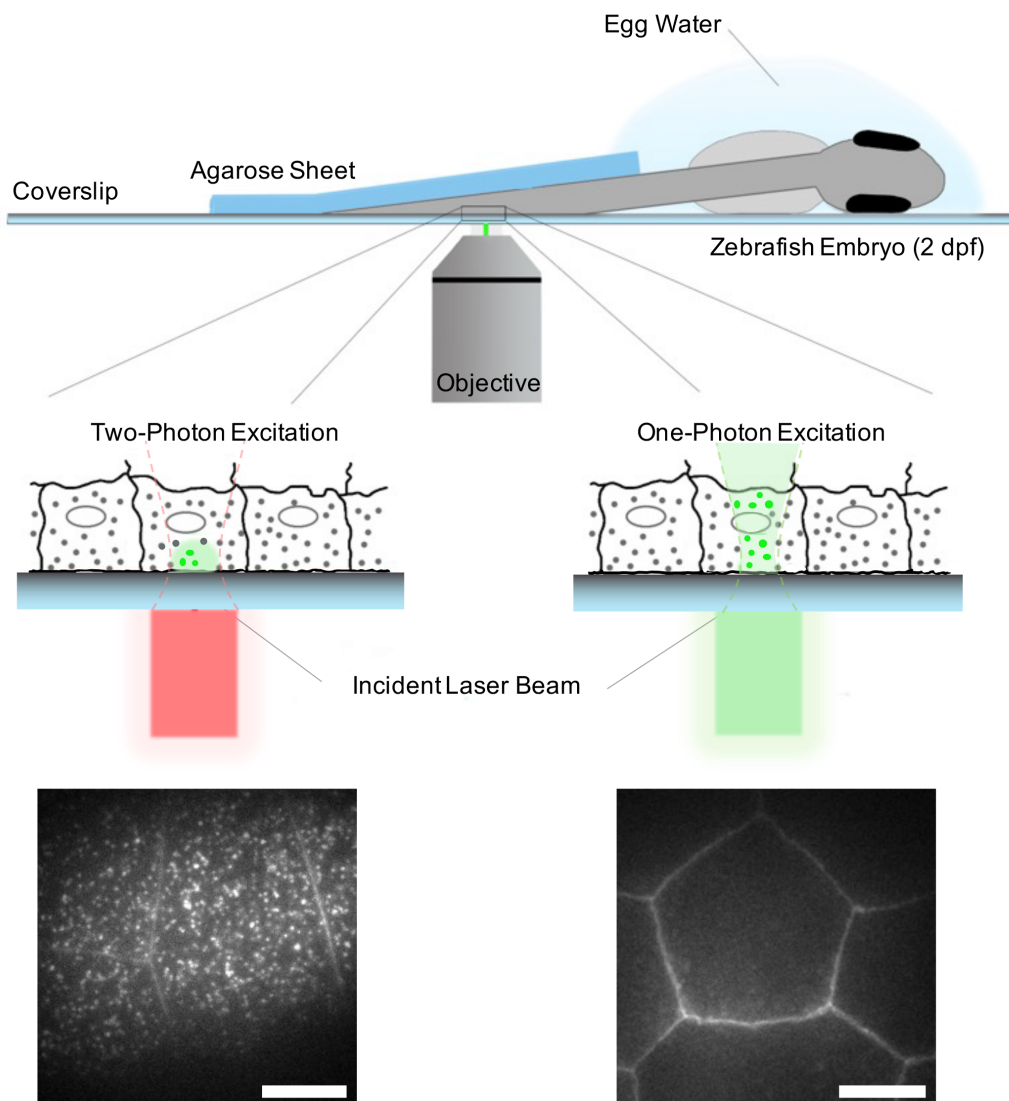 Egg Water
Agarose Sheet
Coverslip
Zebrafish Embryo (2 dpf)
Objective
Two-Photon Excitation
One-Photon Excitation
Incident Laser Beam